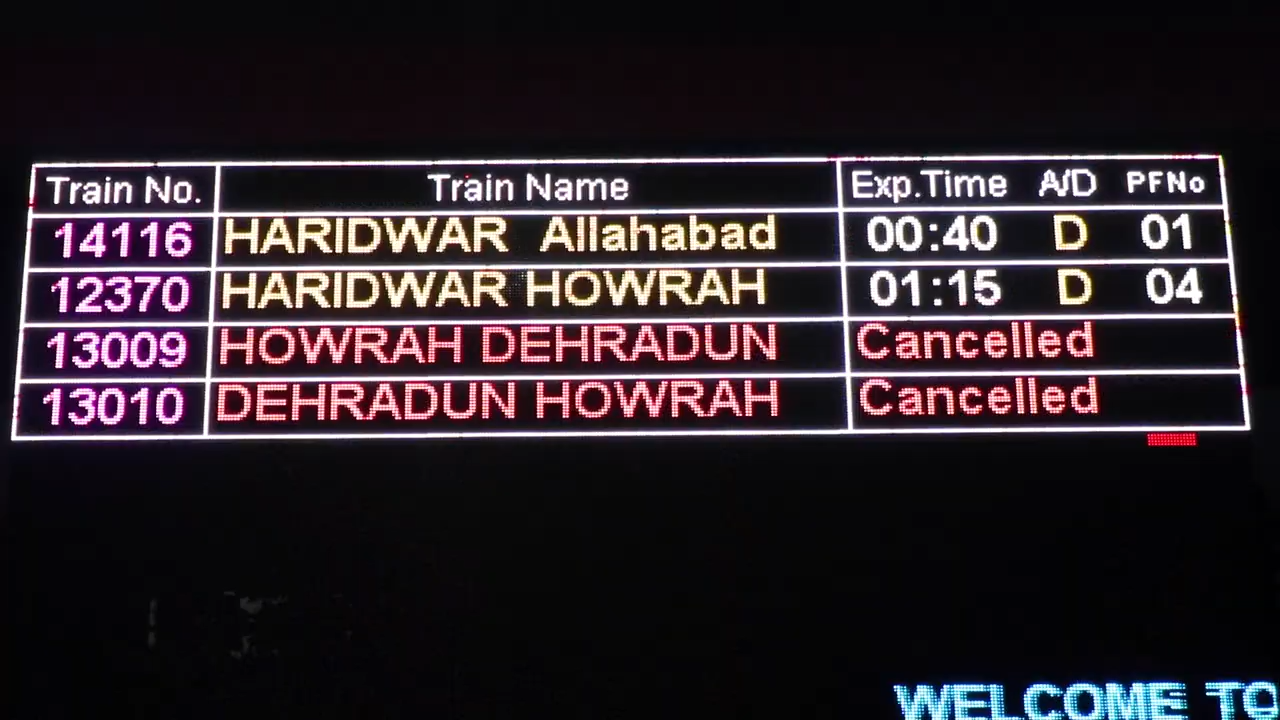 Train No. Train Name Exp.Time A/D PFNo
14116 HARIDWAR Allahabad 00:40 D 01
12370 HARIDWAR HOWRAH 01:15 D 04
13009 HOWRAH DEHRADUN Cancelled
13010 DEHRADUN HOWRAH Cancelled
WELCOME TO